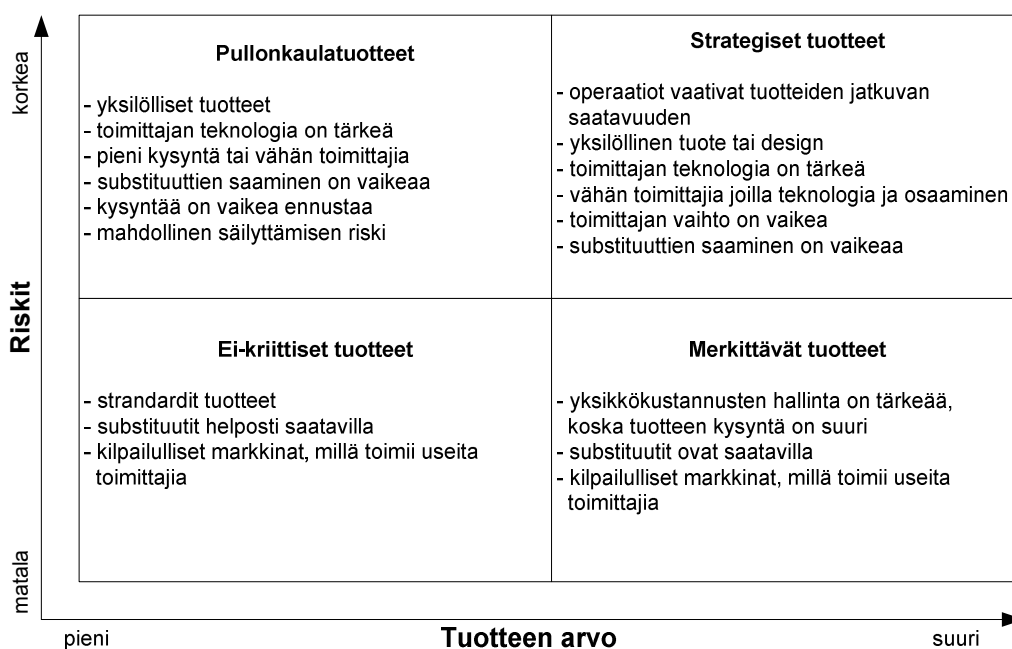 korkea
Riskit
matala
Pullonkaulatuotteet
- yksilölliset tuotteet
- toimittajan teknologia on tärkeä
- pieni kysyntä tai vähän toimittajia
- substituuttien saaminen on vaikeaa
- kysyntää on vaikea ennustaa
- mahdollinen säilyttämisen riski
Strategiset tuotteet
- operaatiot vaativat tuotteiden jatkuvan
saatavuuden
- yksilöllinen tuote tai design
- toimittajan teknologia on tärkeä
- vähän toimittajia joilla teknologia ja osaaminen
- toimittajan vaihto on vaikea
- substituuttien saaminen on vaikeaa
Ei-kriittiset tuotteet
- strandardit tuotteet
- substituutit helposti saatavilla
- kilpailulliset markkinat, millä toimii useita
toimittajia
Merkittävät tuotteet
- yksikkökustannusten hallinta on tärkeää,
koska tuotteen kysyntä on suuri
- substituutit ovat saatavilla
- kilpailulliset markkinat, millä toimii useita
toimittajia
pieni
Tuotteen arvo
suuri